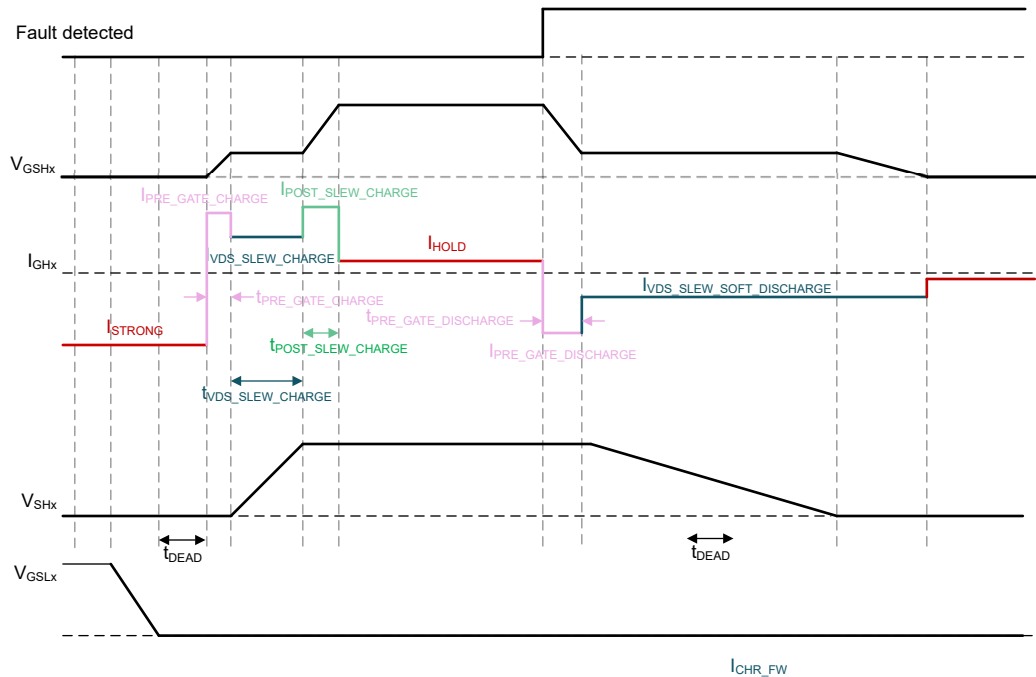 Fault detected
VGSHx
IPRE_GATE_CHARGE
IPOST_SLEW_CHARGE
IVDS_SLEW_CHARGE
IHOLD
IGHx
IVDS_SLEW_SOFT_DISCHARGE
tPRE_GATE_CHARGE
tPRE_GATE_DISCHARGE
ISTRONG
tPOST_SLEW_CHARGE
IPRE_GATE_DISCHARGE
tVDS_SLEW_CHARGE
VSHx
tDEAD
tDEAD
VGSLx
ICHR_FW